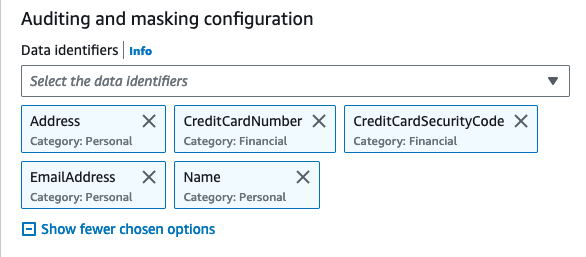 Auditing and masking configuration
Data identifiers | Info
Select the data identifiers
Address
Category: Personal
CreditCardNumber
Category: Financial
CreditCardSecurityCode
Category: Financial
EmailAddress
Category: Personal
Name
Category: Personal
Show fewer chosen options